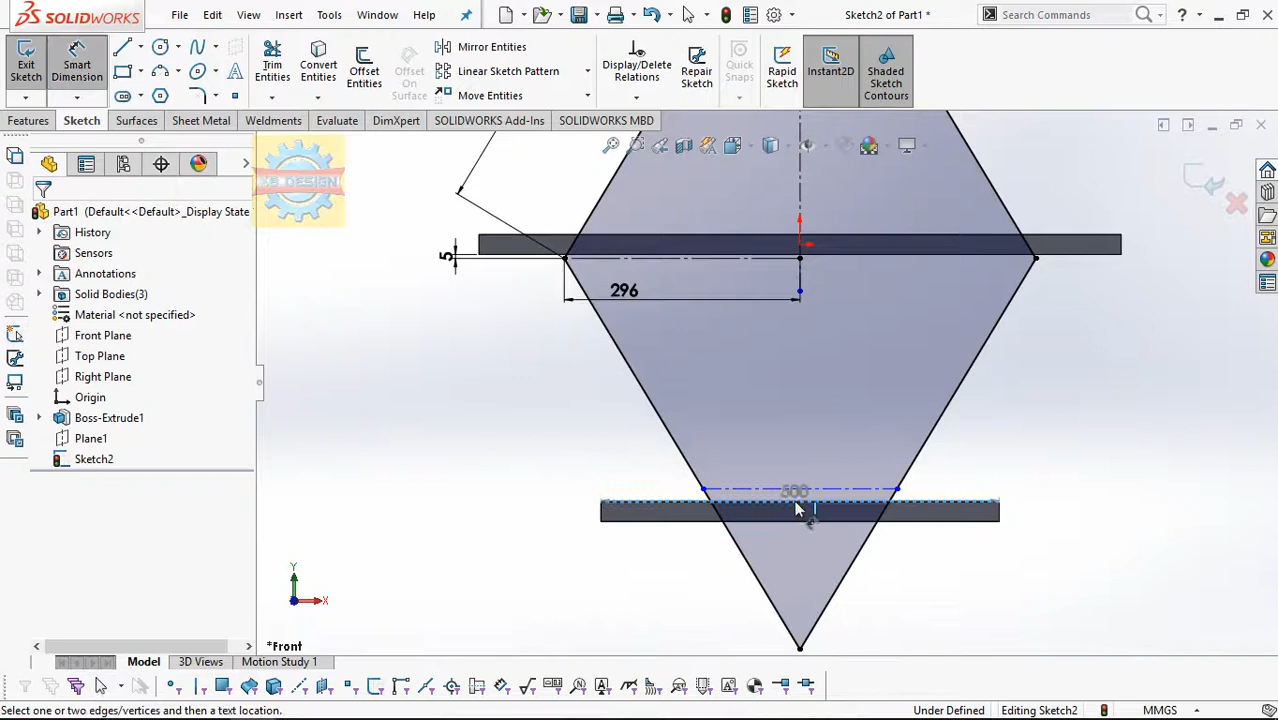 SOLIDWORKS
File
Edit
View
Insert
Tools
Window
Help
Sketch2 of Part1 *
Search Commands
Exit Sketch
Smart Dimension
Trim Entities
Convert Entities
Offset Entities
Offset On Surface
Mirror Entities
Linear Sketch Pattern
Move Entities
Display/Delete Relations
Repair Sketch
Quick Snaps
Rapid Sketch
Instant2D
Shaded Sketch Contours
Features
Sketch
Surfaces
Sheet Metal
Weldments
Evaluate
DimXpert
SOLIDWORKS Add-Ins
SOLIDWORKS MBD
Part1 (Default<<Default>_Display State
History
Sensors
Annotations
Solid Bodies(3)
Material <not specified>
Front Plane
Top Plane
Right Plane
Origin
Boss-Extrude1
Plane1
Sketch2
5
296
500
Y
X
*Front
Model
3D Views
Motion Study 1
Select one or two edges/vertices and then a text location.
Under Defined
Editing Sketch2
MMGS